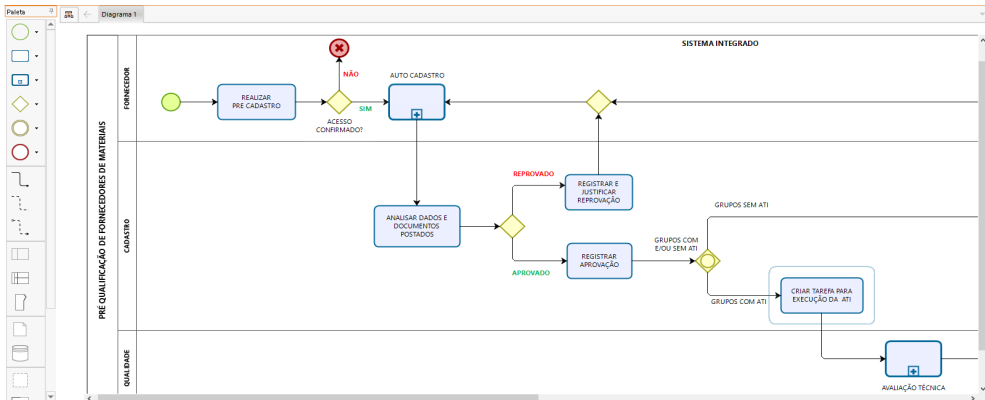 Paleta
Diagrama 1
SISTEMA INTEGRADO
PRÉ QUALIFICAÇÃO DE FORNECEDORES DE MATERIAIS
FORNECEDOR
REALIZAR
PRE CADASTRO
NÃO
SIM
ACESSO
CONFIRMADO?
AUTO CADASTRO
CADASTRO
ANALISAR DADOS E
DOCUMENTOS
POSTADOS
REPROVADO
REGISTRAR E
JUSTIFICAR
REPROVAÇÃO
APROVADO
REGISTRAR
APROVAÇÃO
GRUPOS COM
E/OU SEM ATI
GRUPOS SEM ATI
GRUPOS COM ATI
CRIAR TAREFA PARA
EXECUÇÃO DA ATI
QUALIDADE
AVALIAÇÃO TÉCNICA